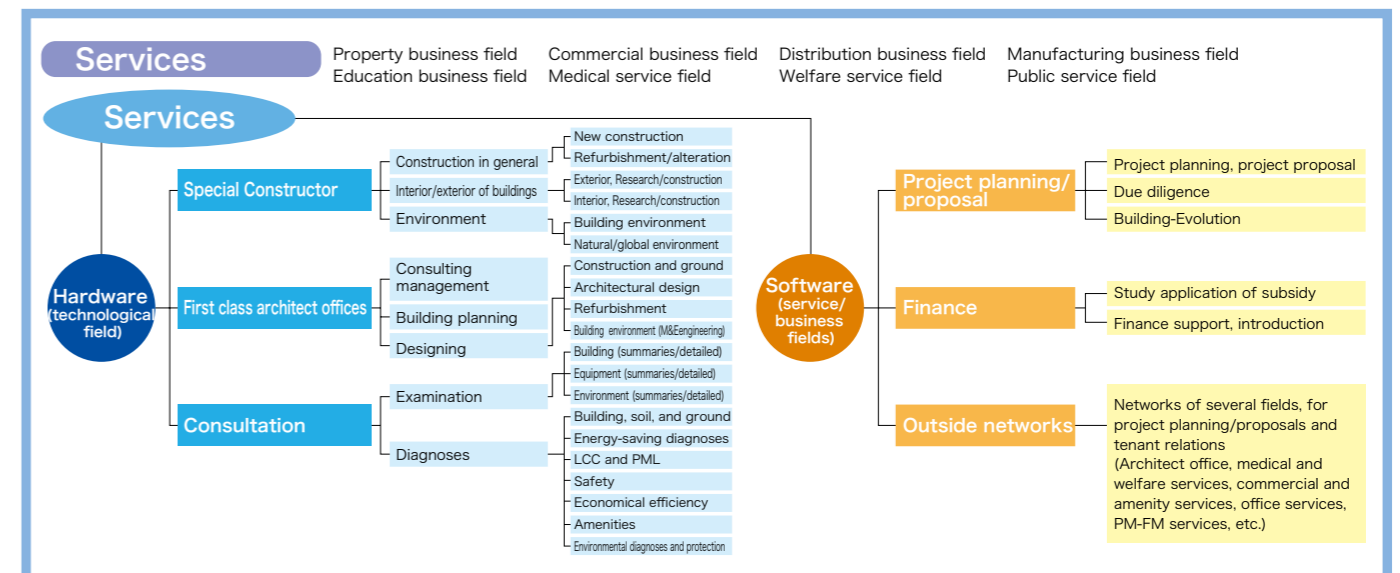 Services
Property business field
Commercial business field
Distribution business field
Manufacturing business field
Education business field
Medical service field
Welfare service field
Public service field
Services
Hardware
(technological
field)
Special Constructor
Construction in general
New construction
Refurbishment/alteration
Interior/exterior of buildings
Exterior, Research/construction
Interior, Research/construction
Environment
Building environment
Natural/global environment
First class architect offices
Consulting
management
Building planning
Designing
Construction and ground
Architectural design
Refurbishment
Building environment (M&Eengineering)
Consultation
Examination
Building (summaries/detailed)
Equipment (summaries/detailed)
Environment (summaries/detailed)
Diagnoses
Building, soil, and ground
Energy-saving diagnoses
LCC and PML
Safety
Economical efficiency
Amenities
Environmental diagnoses and protection
Software
(service/
business
fields)
Project planning/
proposal
Project planning, project proposal
Due diligence
Building-Evolution
Finance
Study application of subsidy
Finance support, introduction
Outside networks
Networks of several fields, for
project planning/proposals and
tenant relations
(Architect office, medical and
welfare services, commercial and
amenity services, office services,
PM-FM services, etc.)